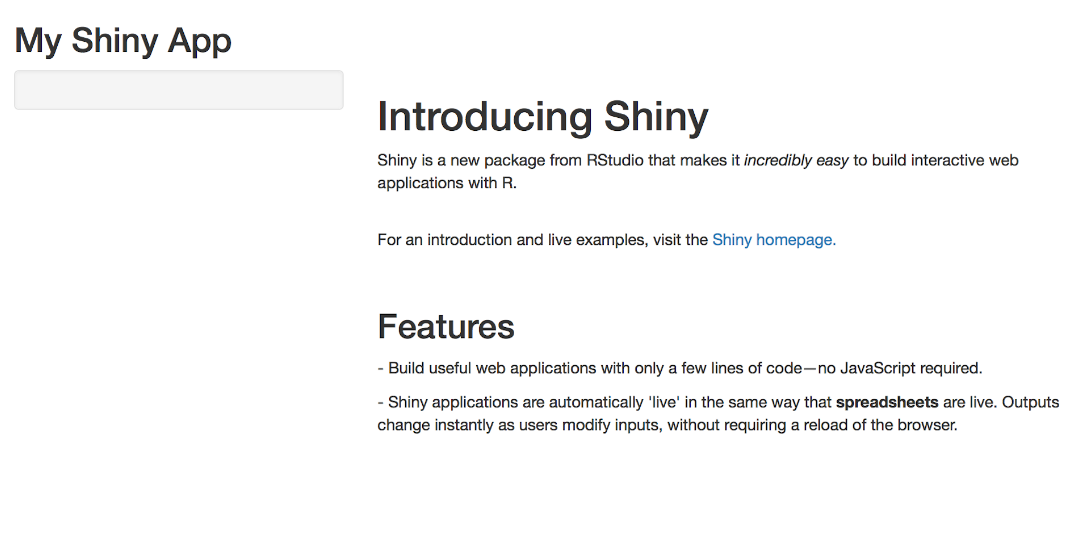 My Shiny App
Introducing Shiny
Shiny is a new package from RStudio that makes it incredibly easy to build interactive web
applications with R.
For an introduction and live examples, visit the Shiny homepage.
Features
- Build useful web applications with only a few lines of code—no JavaScript required.
- Shiny applications are automatically 'live' in the same way that spreadsheets are live. Outputs
change instantly as users modify inputs, without requiring a reload of the browser.